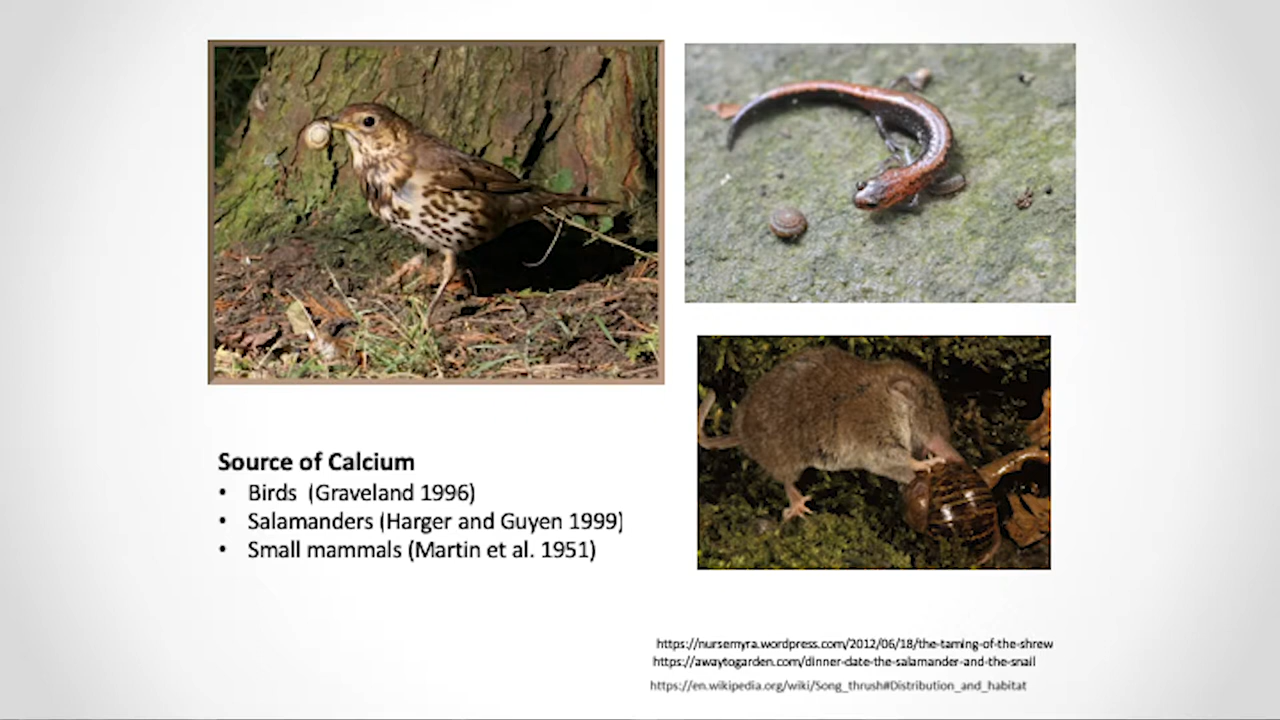 Source of Calcium
• Birds (Graveland 1996)
• Salamanders (Harger and Guyen 1999)
• Small mammals (Martin et al. 1951)
https://nursemyra.wordpress.com/2012/06/18/the-taming-of-the-shrew
https://awaytogarden.com/dinner-date-the-salamander-and-the-snail
https://en.wikipedia.org/wiki/Song_thrush#Distribution_and_habitat